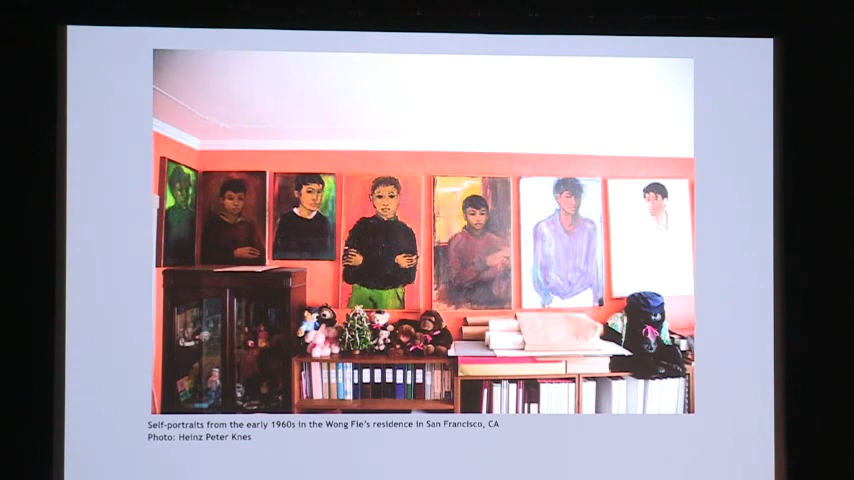 Self-portraits from the early 1960s in the Wong Fie's residence in San Francisco, CA
Photo: Heinz Peter Knes